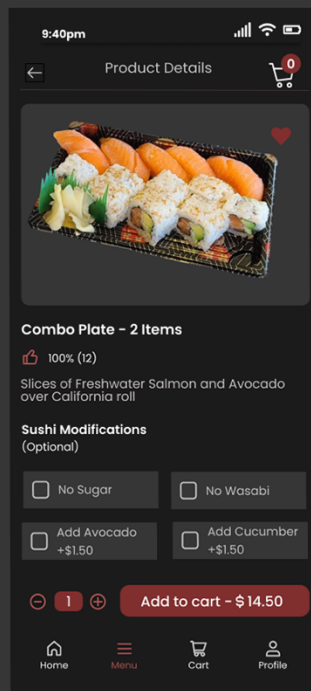 9:40pm
Product Details
0
Combo Plate - 2 Items
100% (12)
Slices of Freshwater Salmon and Avocado
over California roll
Sushi Modifications
(Optional)
No Sugar
No Wasabi
Add Avocado
+$1.50
Add Cucumber
+$1.50
1
Add to cart - $14.50
Home
Menu
Cart
Profile